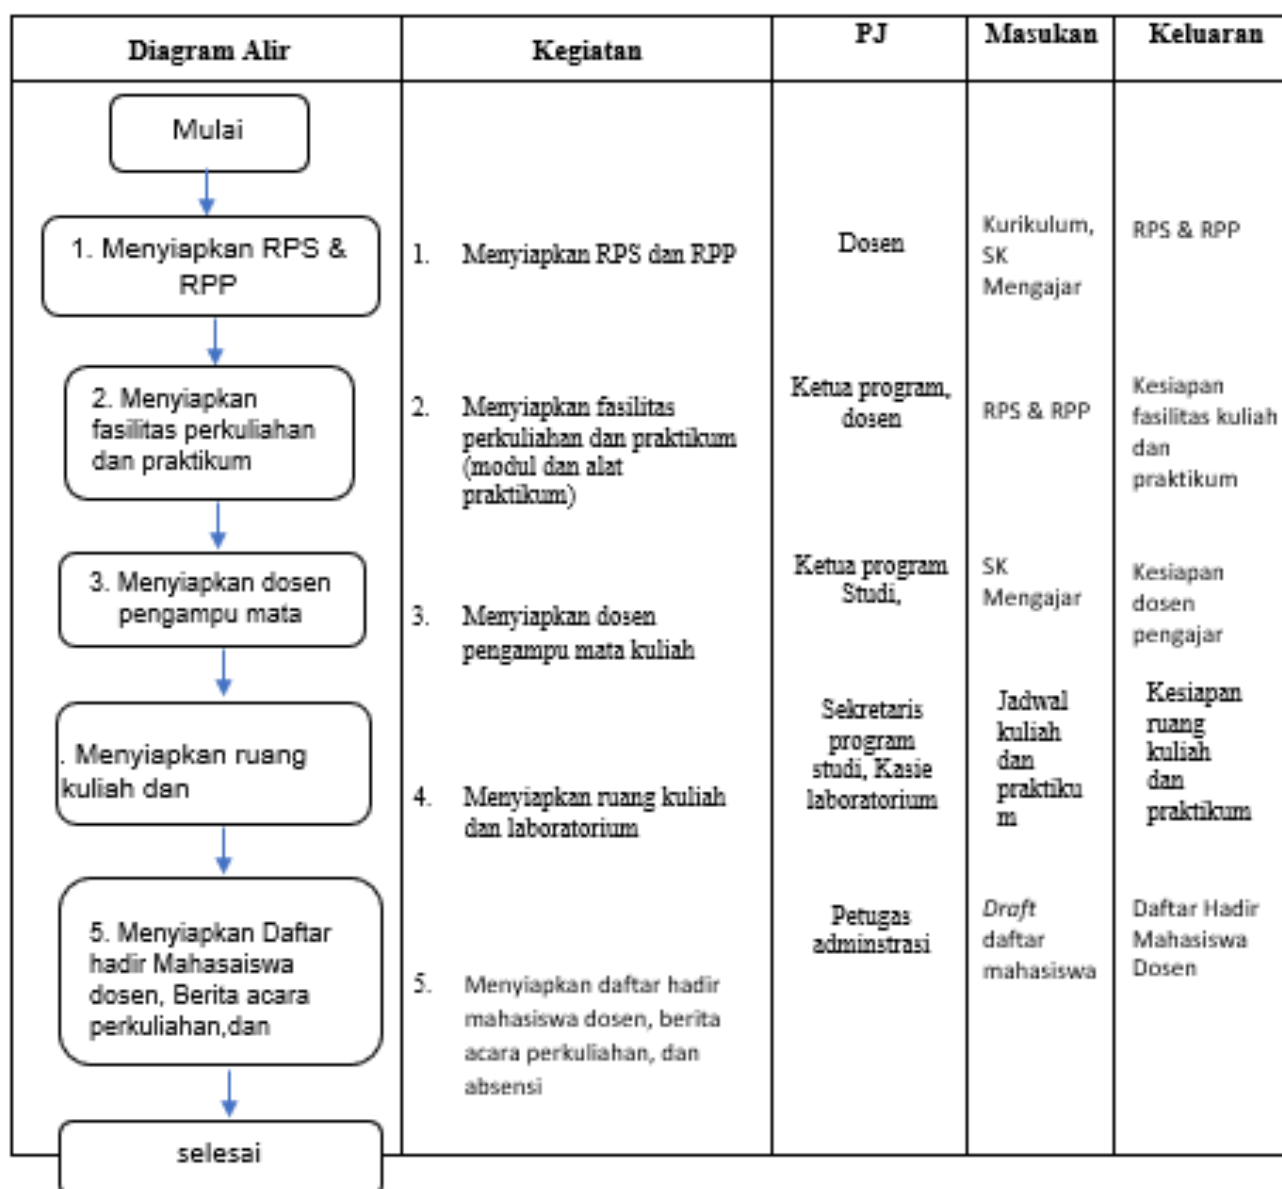 Diagram Alir
Kegiatan
PJ
Masukan
Keluaran
Mulai
1. Menyiapkan RPS &
RPP
1. Menyiapkan RPS dan RPP
Dosen
Kurikulum,
SK
Mengajar
RPS & RPP
2. Menyiapkan
fasilitas perkuliahan
dan praktikum
2. Menyiapkan fasilitas
perkuliahan dan praktikum
(modul dan alat
praktikum)
Ketua program,
dosen
RPS & RPP
Kesiapan
fasilitas kuliah
dan
praktikum
3. Menyiapkan dosen
pengampu mata
3. Menyiapkan dosen
pengampu mata kuliah
Ketua program
Studi,
SK
Mengajar
Kesiapan
dosen
pengajar
. Menyiapkan ruang
kuliah dan
4. Menyiapkan ruang kuliah
dan laboratorium
Sekretaris
program
studi, Kasie
laboratorium
Jadwal
kuliah
dan
praktiku
m
Kesiapan
ruang
kuliah
dan
praktikum
5. Menyiapkan Daftar
hadir Mahasaiswa
dosen, Berita acara
perkuliahan,dan
5. Menyiapkan daftar hadir
mahasiswa dosen, berita
acara perkuliahan, dan
absensi
Petugas
adminstrasi
Draft
daftar
mahasiswa
Daftar Hadir
Mahasiswa
Dosen
selesai